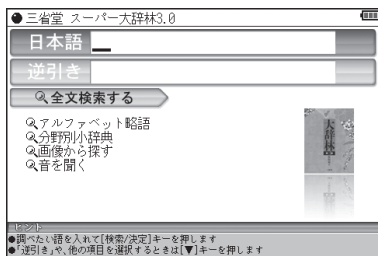 ●三省堂 スーパー大辞林3.0
日本語
逆引き
全文検索する
アルファベット略語
分野別小辞典
画像から探す
音を聞く
大辞林
ヒント
●調べたい語を入れて[検索/決定]キーを押します
●「逆引き」や、他の項目を選択するときは[▼]キーを押します